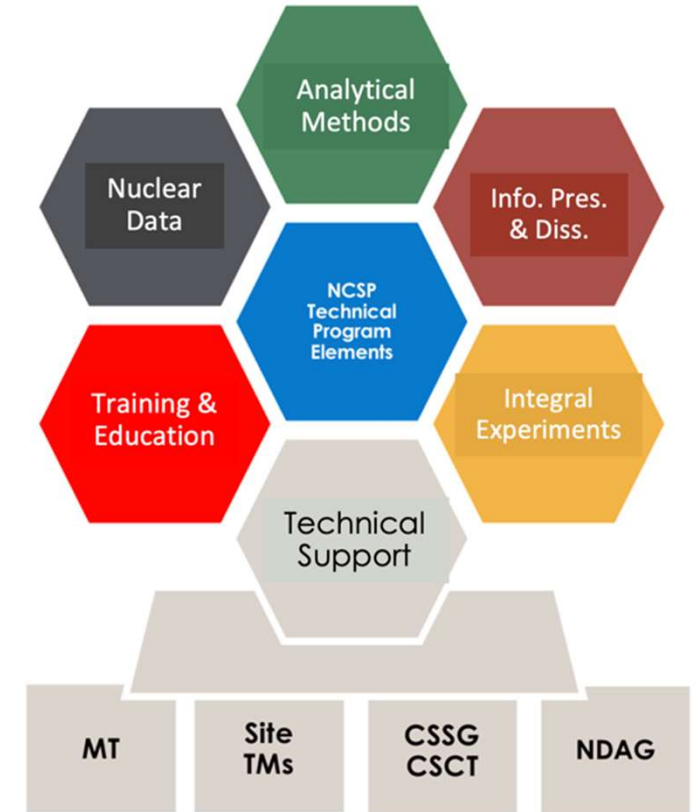 Analytical
Methods
Nuclear
Data
Info. Pres.
& Diss.
NCSP
Technical
Program
Elements
Training &
Education
Integral
Experiments
Technical
Support
MT
Site
TMs
CSSG
CSCT
NDAG